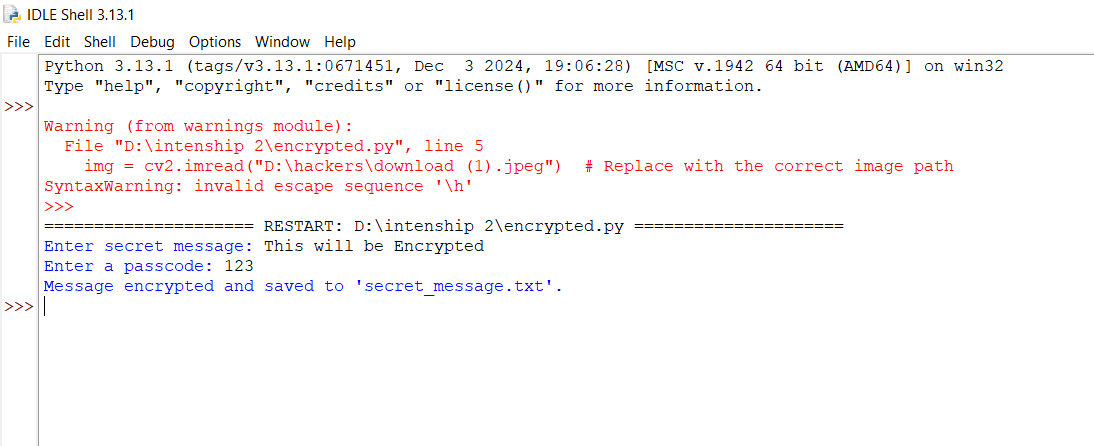 IDLE Shell 3.13.1
File Edit Shell Debug Options Window Help
Python 3.13.1 (tags/v3.13.1:0671451, Dec  3 2024, 19:06:28) [MSC v.1942 64 bit (AMD64)] on win32
Type "help", "copyright", "credits" or "license()" for more information.
>>>
Warning (from warnings module):
  File "D:\intenship 2\encrypted.py", line 5
    img = cv2.imread("D:\hackers\download (1).jpeg")  # Replace with the correct image path
SyntaxWarning: invalid escape sequence '\h'
>>>
===================== RESTART: D:\intenship 2\encrypted.py =====================
Enter secret message: This will be Encrypted
Enter a passcode: 123
Message encrypted and saved to 'secret_message.txt'.
>>>